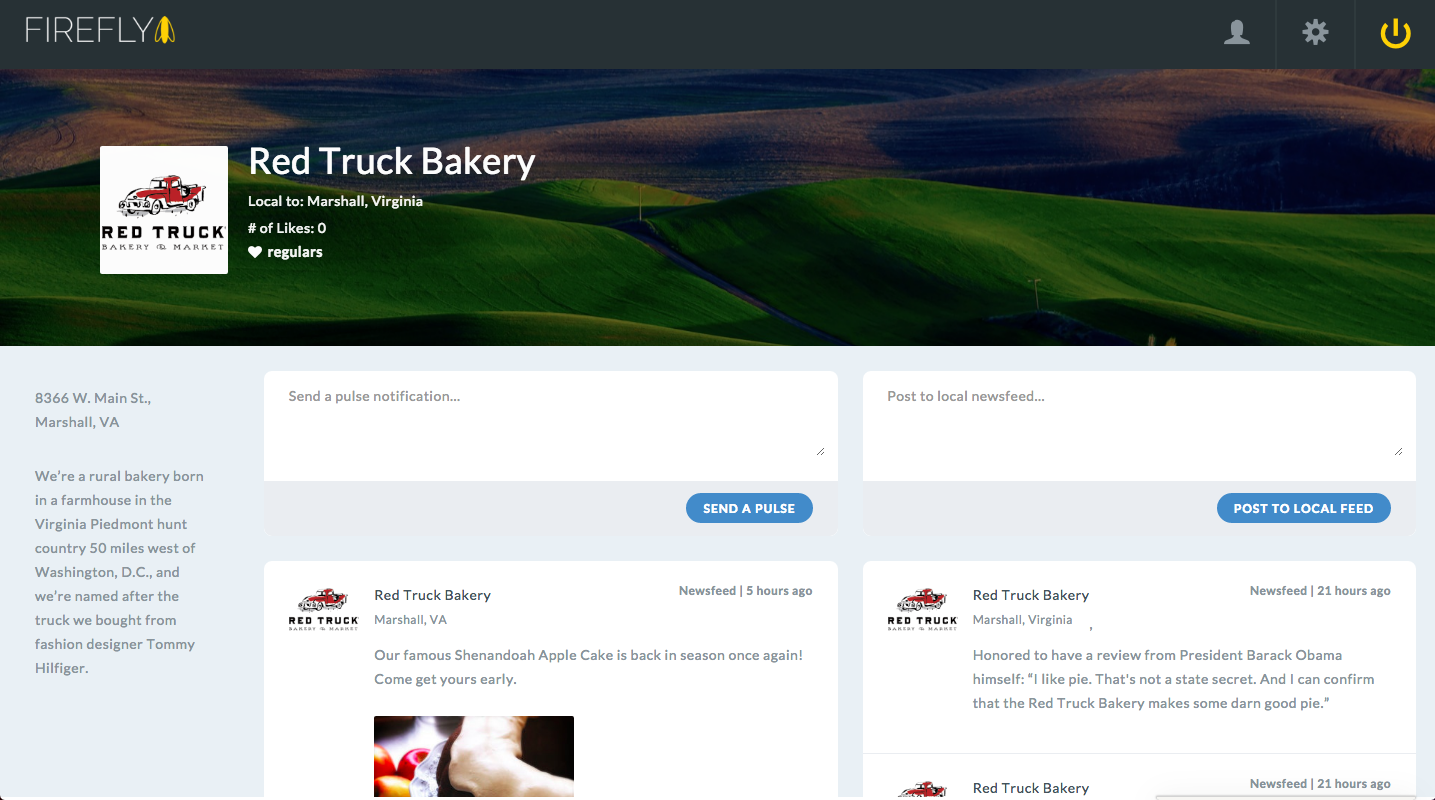 FIREFLY
Red Truck Bakery
Local to: Marshall, Virginia
# of Likes: 0
regulars
RED TRUCK
BAKERY & MARKET
8366 W. Main St.,
Marshall, VA
We’re a rural bakery born
in a farmhouse in the
Virginia Piedmont hunt
country 50 miles west of
Washington, D.C., and
we’re named after the
truck we bought from
fashion designer Tommy
Hilfiger.
Send a pulse notification...
SEND A PULSE
Post to local newsfeed...
POST TO LOCAL FEED
RED TRUCK
BAKERY & MARKET
Red Truck Bakery
Newsfeed | 5 hours ago
Marshall, VA
Our famous Shenandoah Apple Cake is back in season once again!
Come get yours early.
RED TRUCK
BAKERY & MARKET
Red Truck Bakery
Newsfeed | 21 hours ago
Marshall, Virginia ,
Honored to have a review from President Barack Obama
himself: “I like pie. That's not a state secret. And I can confirm
that the Red Truck Bakery makes some darn good pie.”
Red Truck Bakery
Newsfeed | 21 hours ago